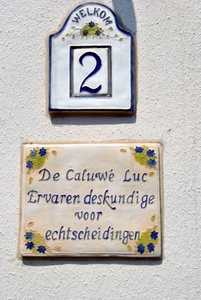 WELKOM
2
De Caluwé Luc
Ervaren deskundige
voor
echtscheidingen